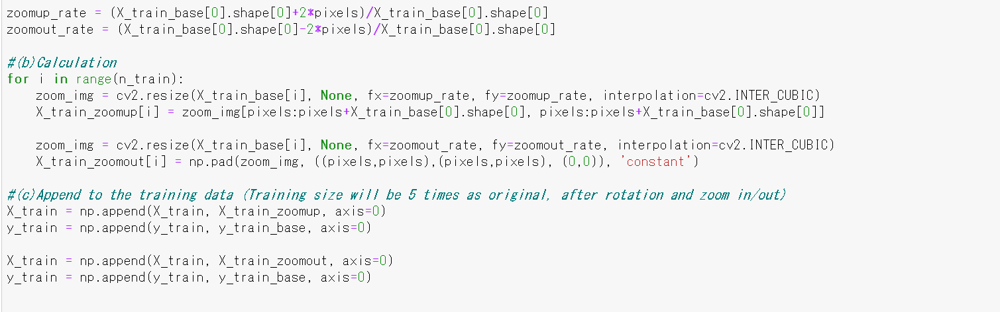 zoomup_rate = (X_train_base[0].shape[0]+2*pixels)/X_train_base[0].shape[0]
zoomout_rate = (X_train_base[0].shape[0]-2*pixels)/X_train_base[0].shape[0]
#(b)Calculation
for i in range(n_train):
    zoom_img = cv2.resize(X_train_base[i], None, fx=zoomup_rate, fy=zoomup_rate, interpolation=cv2.INTER_CUBIC)
    X_train_zoomup[i] = zoom_img[pixels:pixels+X_train_base[0].shape[0], pixels:pixels+X_train_base[0].shape[0]]
    zoom_img = cv2.resize(X_train_base[i], None, fx=zoomout_rate, fy=zoomout_rate, interpolation=cv2.INTER_CUBIC)
    X_train_zoomout[i] = np.pad(zoom_img, ((pixels,pixels),(pixels,pixels), (0,0)), 'constant')
#(c)Append to the training data (Training size will be 5 times as original, after rotation and zoom in/out)
X_train = np.append(X_train, X_train_zoomup, axis=0)
y_train = np.append(y_train, y_train_base, axis=0)
X_train = np.append(X_train, X_train_zoomout, axis=0)
y_train = np.append(y_train, y_train_base, axis=0)